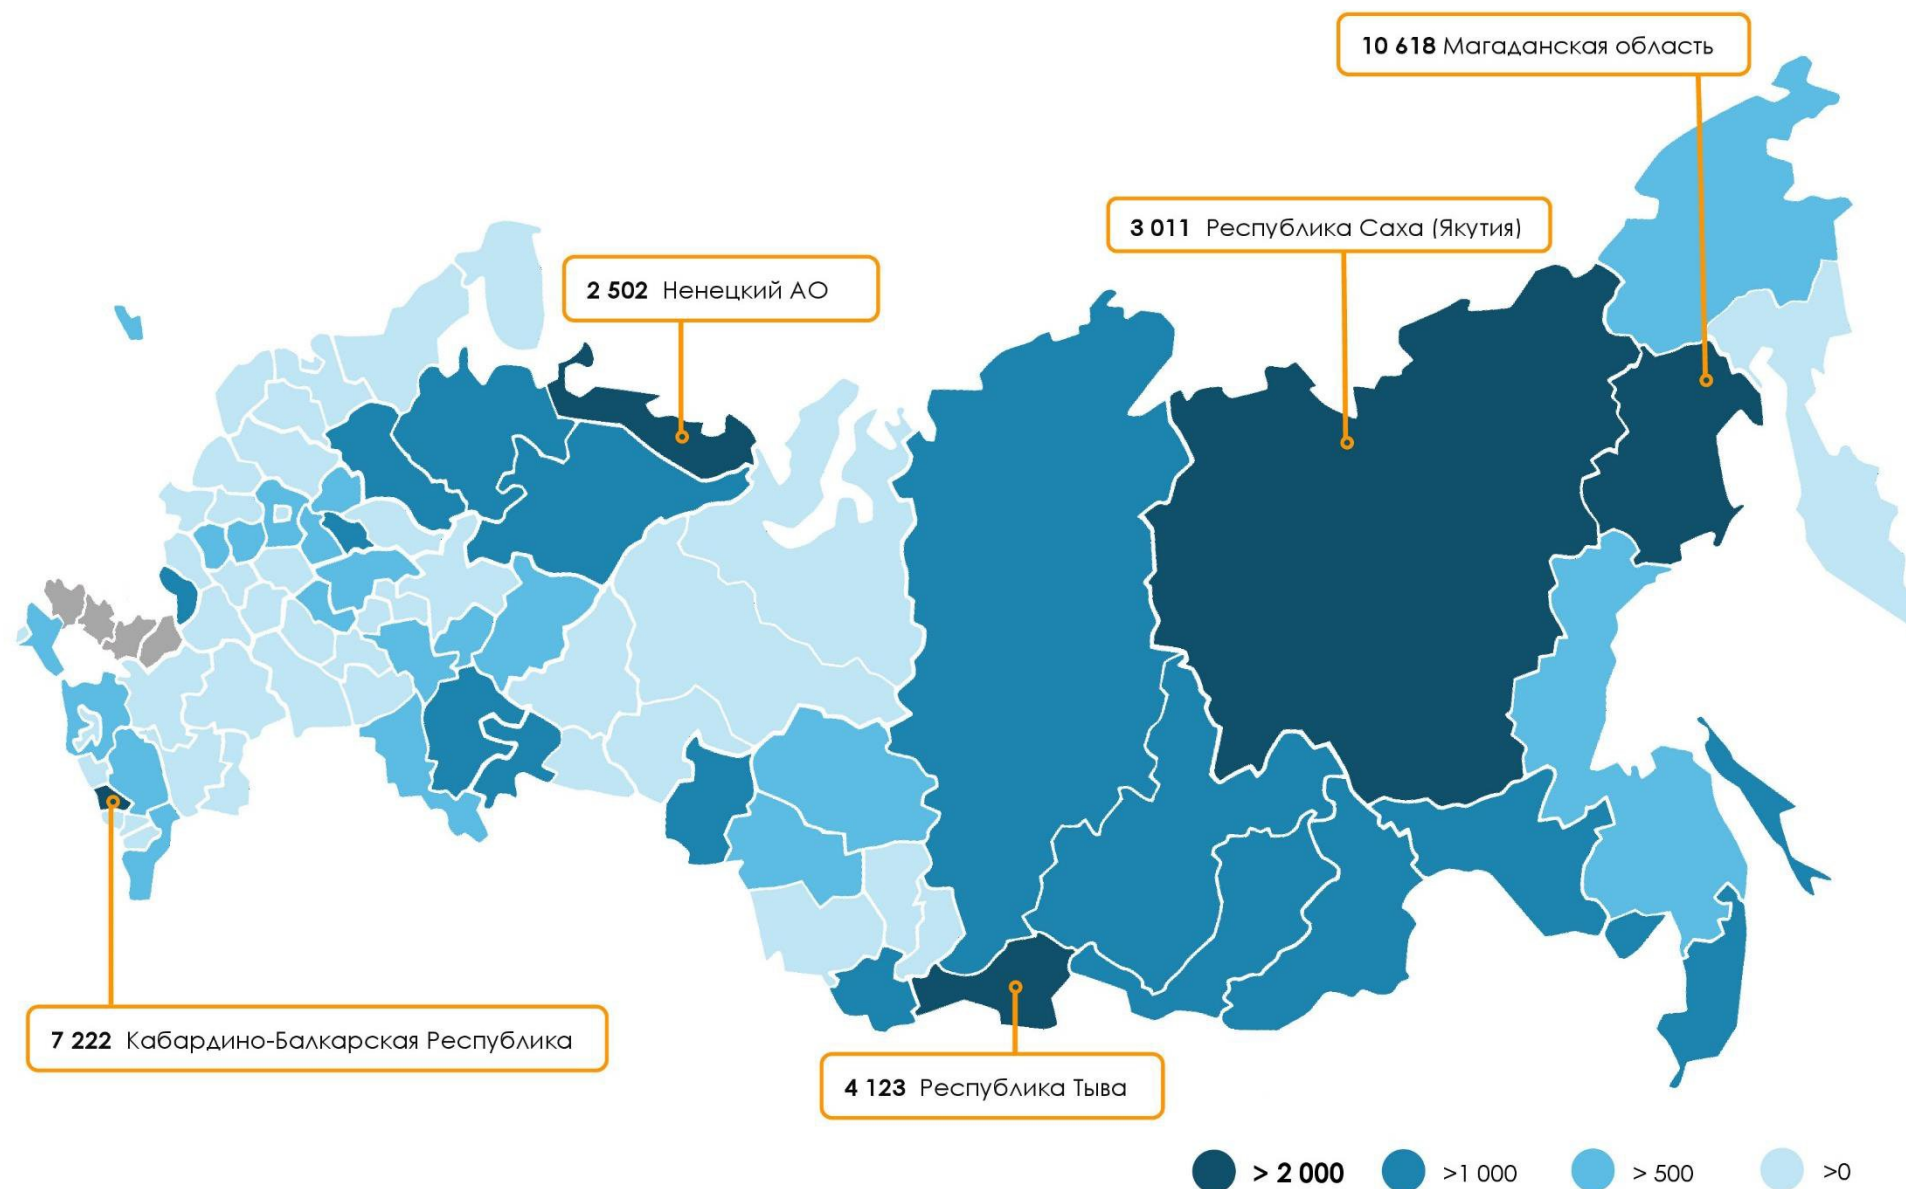 10 618 Магаданская область
3 011 Республика Саха (Якутия)
2 502 Ненецкий АО
7 222 Кабардино-Балкарская Республика
4 123 Республика Тыва
> 2 000
>1 000
> 500
>0